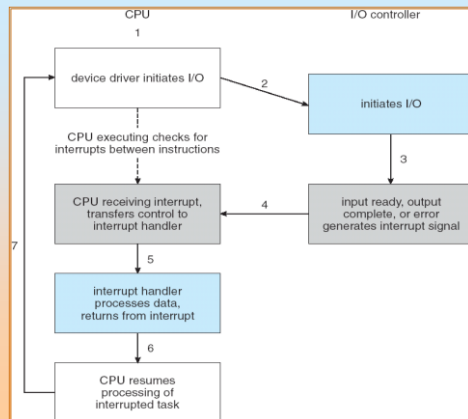 CPU
I/O controller
1
device driver initiates I/O
2
initiates I/O
CPU executing checks for
interrupts between instructions
3
CPU receiving interrupt,
transfers control to
interrupt handler
4
input ready, output
complete, or error
generates interrupt signal
7
5
interrupt handler
processes data,
returns from interrupt
6
CPU resumes
processing of
interrupted task